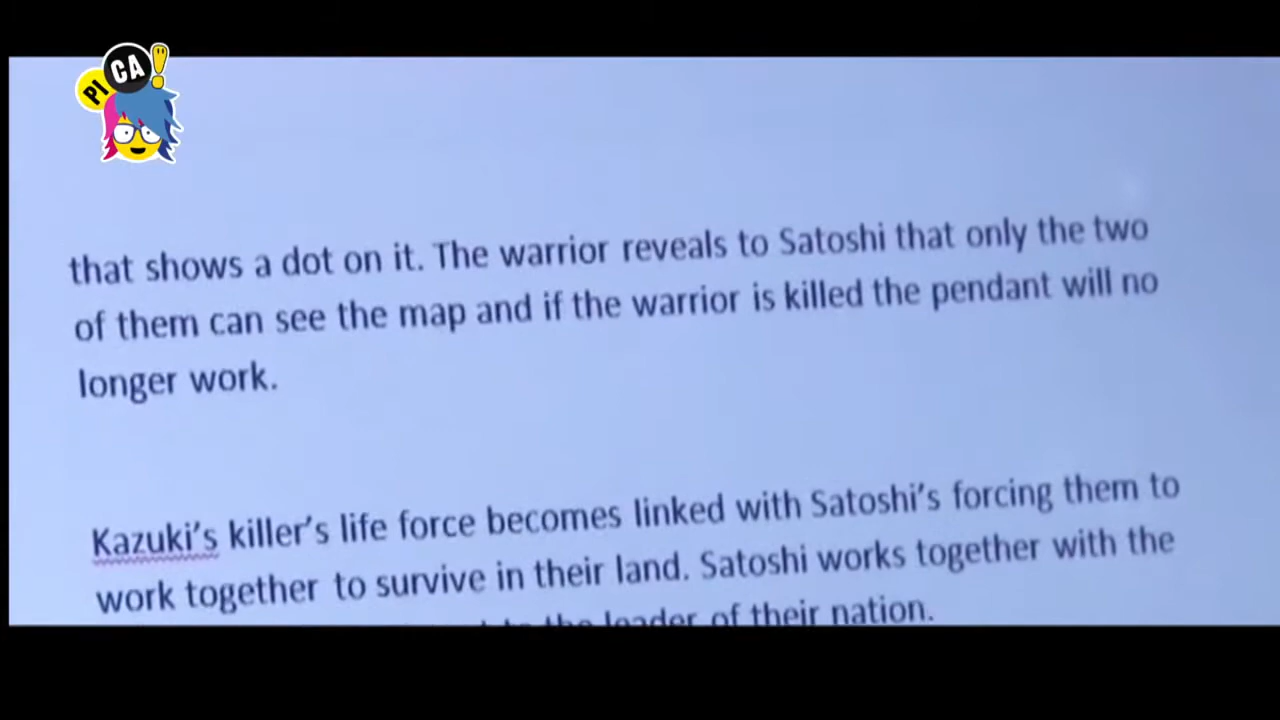 PI
CA!
that shows a dot on it. The warrior reveals to Satoshi that only the two
of them can see the map and if the warrior is killed the pendant will no
longer work.
Kazuki's killer's life force becomes linked with Satoshi's forcing them to
work together to survive in their land. Satoshi works together with the
to the leader of their nation.